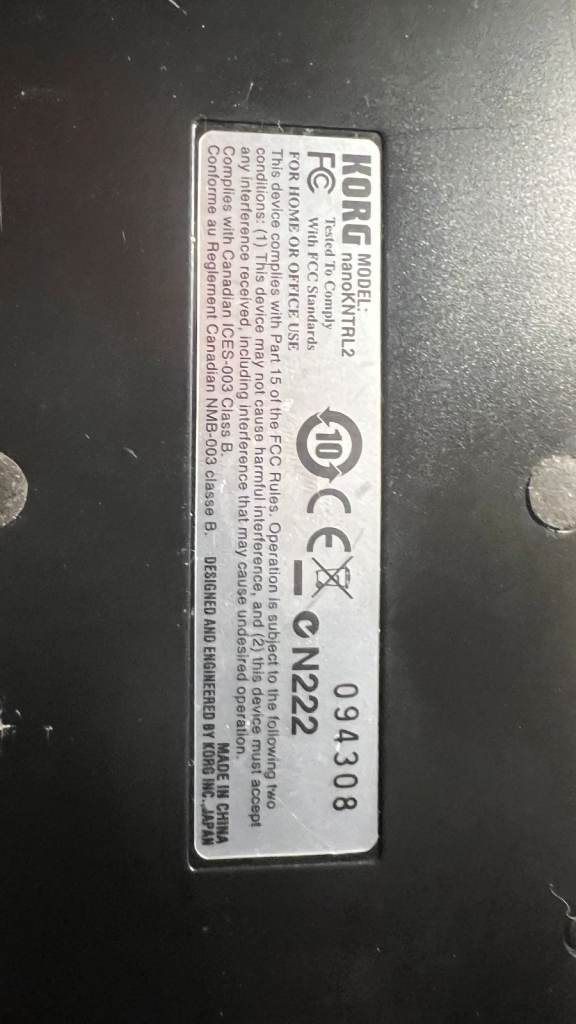 KORG MODEL: nanoKNTRL2
FC Tested To Comply
With FCC Standards
FOR HOME OR OFFICE USE
10 CE N222
094308
This device complies with Part 15 of the FCC Rules. Operation is subject to the following two
conditions: (1) This device may not cause harmful interference, and (2) this device must accept
any interference received, including interference that may cause undesired operation.
Complies with Canadian ICES-003 Class B.
Conforme au Reglement Canadian NMB-003 classe B.
MADE IN CHINA
DESIGNED AND ENGINEERED BY KORG INC., JAPAN